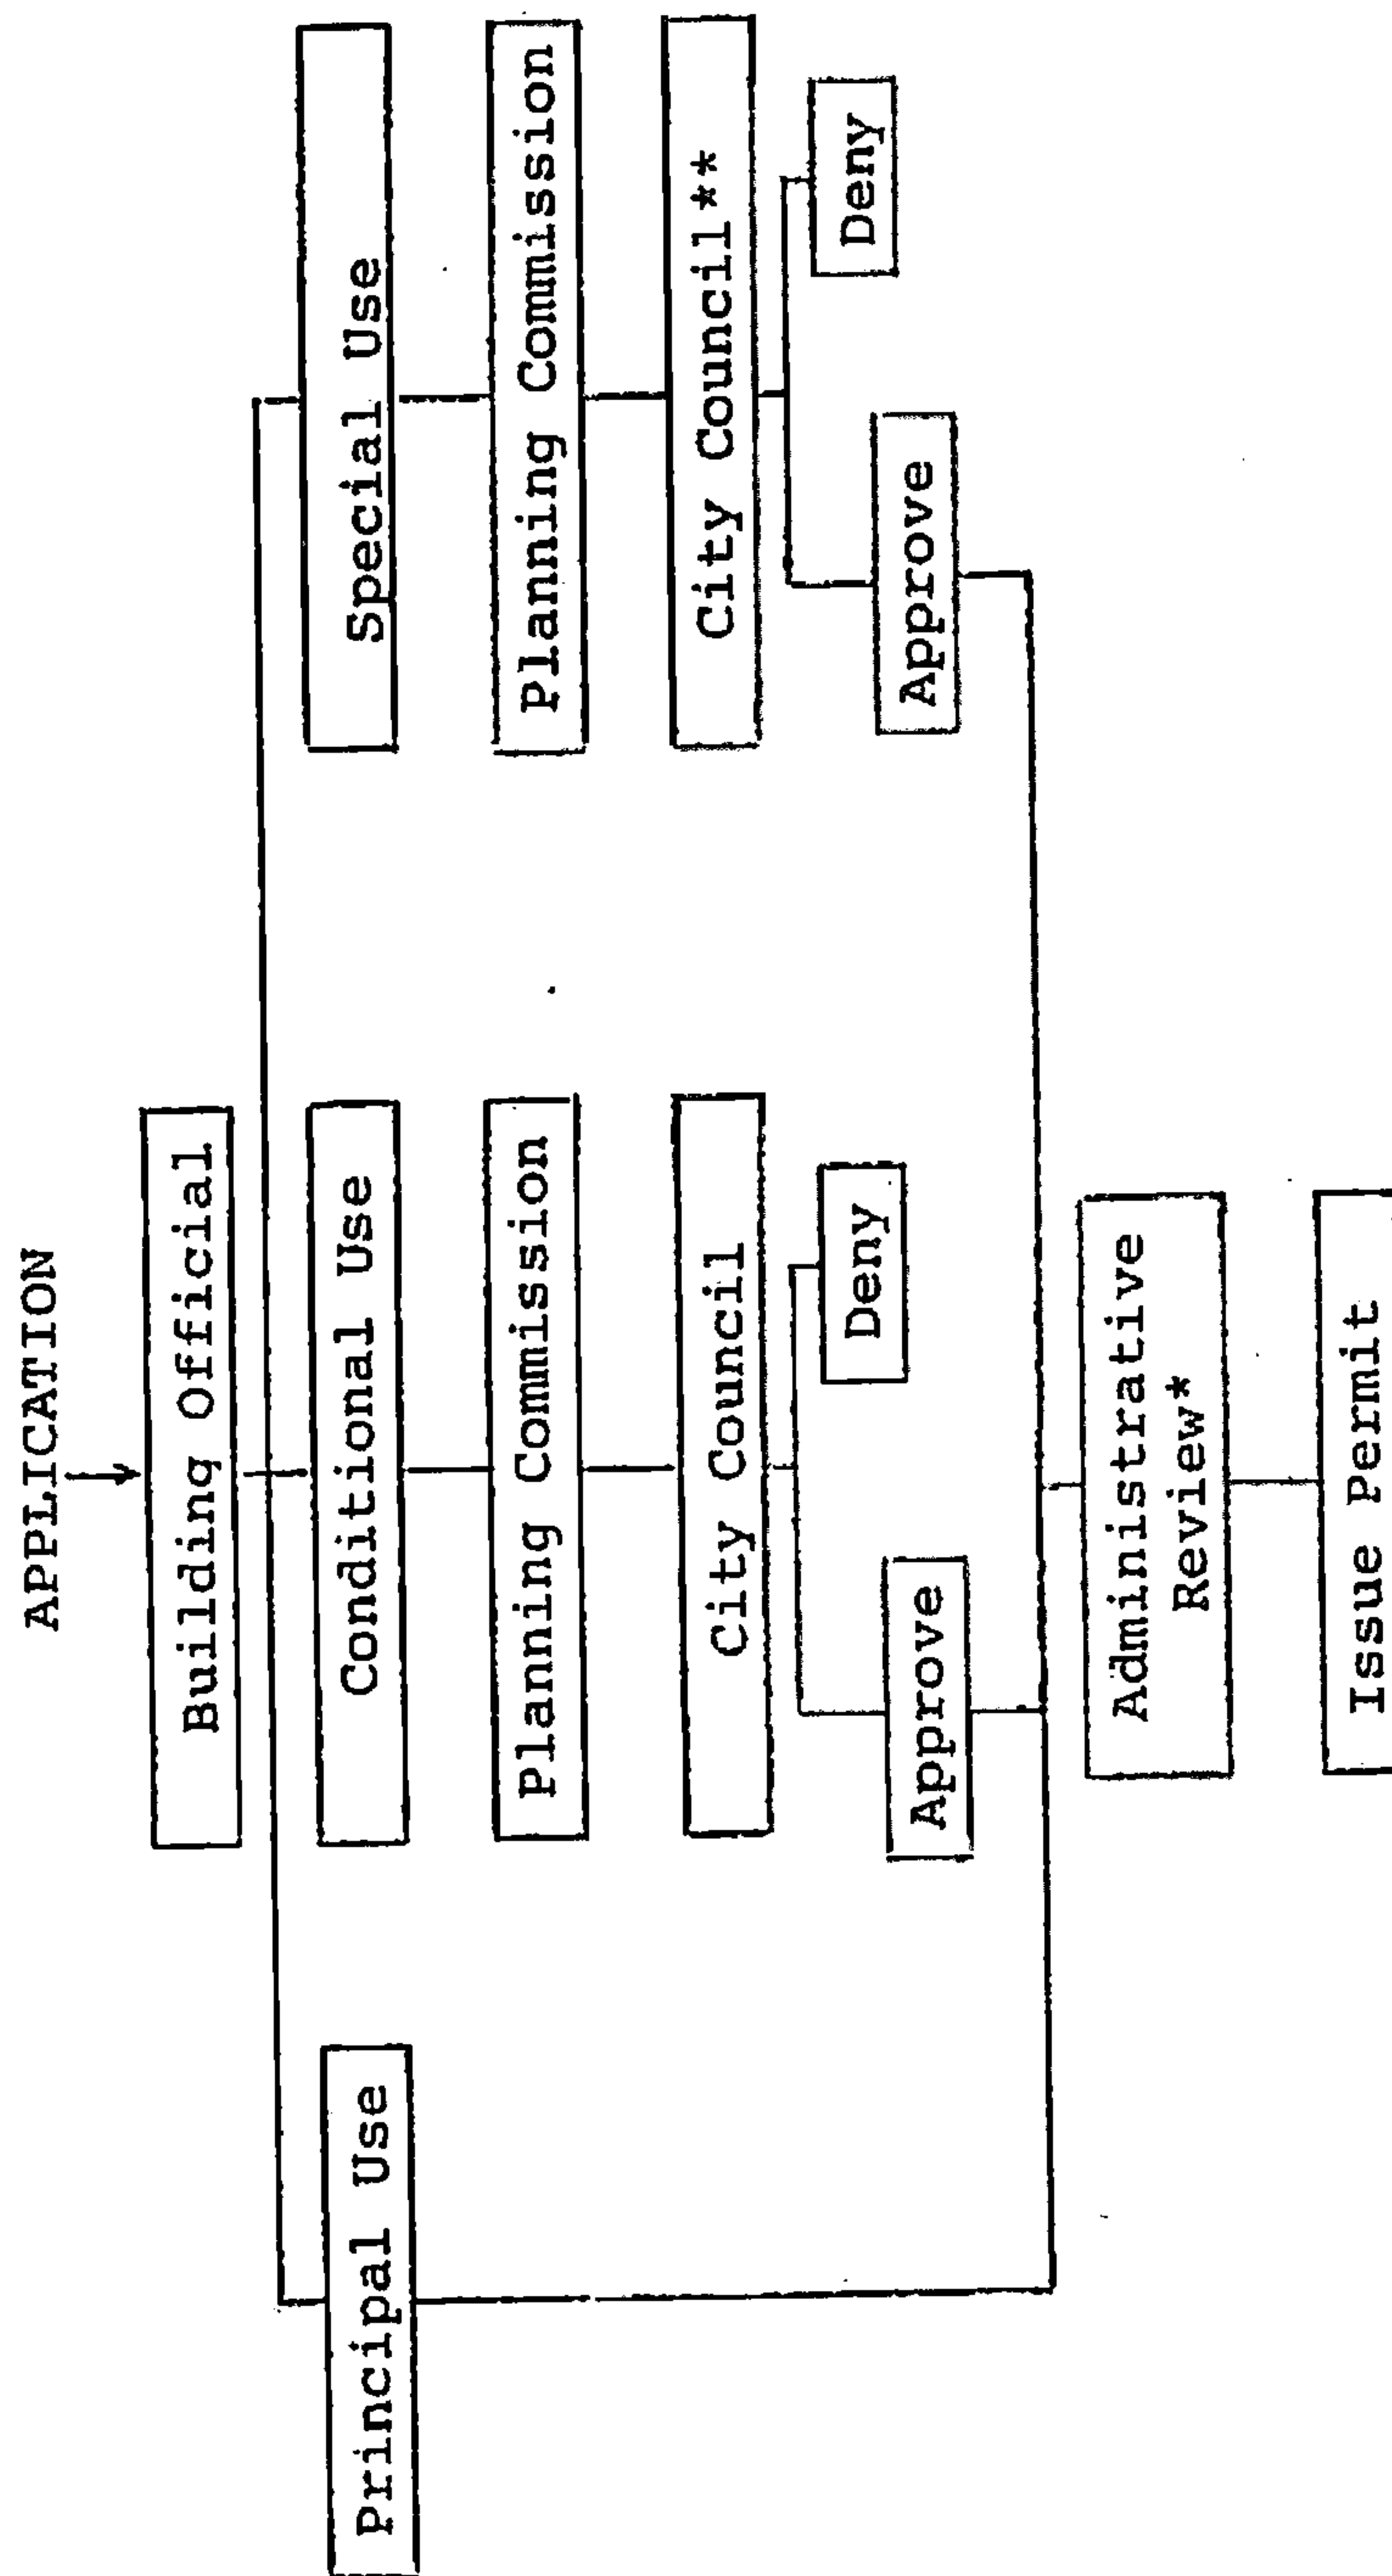 APPLICATION
Building Official
Principal Use
Conditional Use
Special Use
Planning Commission
Planning Commission
City Council
City Council**
Approve
Deny
Approve
Deny
Administrative
Review*
Issue Permit